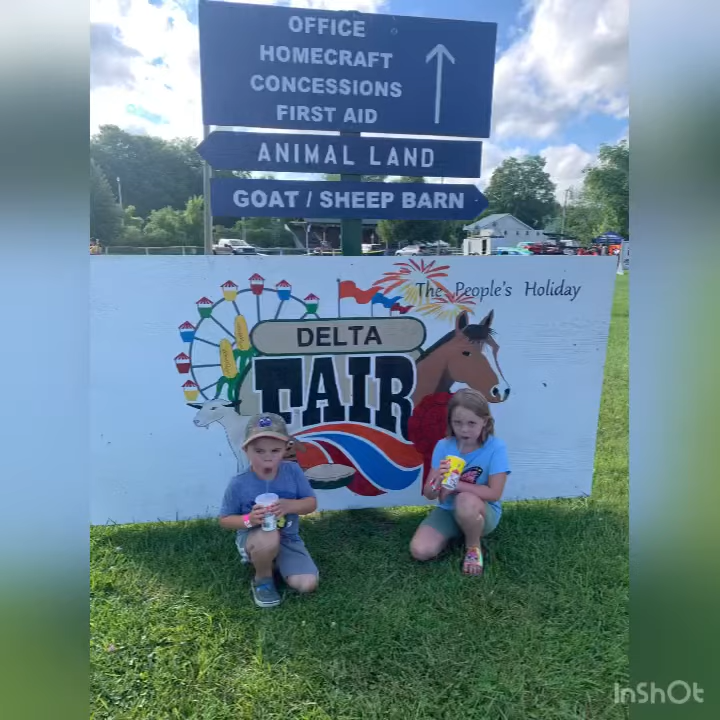 OFFICE
HOMECRAFT
CONCESSIONS
FIRST AID
ANIMAL LAND
GOAT / SHEEP BARN
The People's Holiday
DELTA
FAIR
InShOt